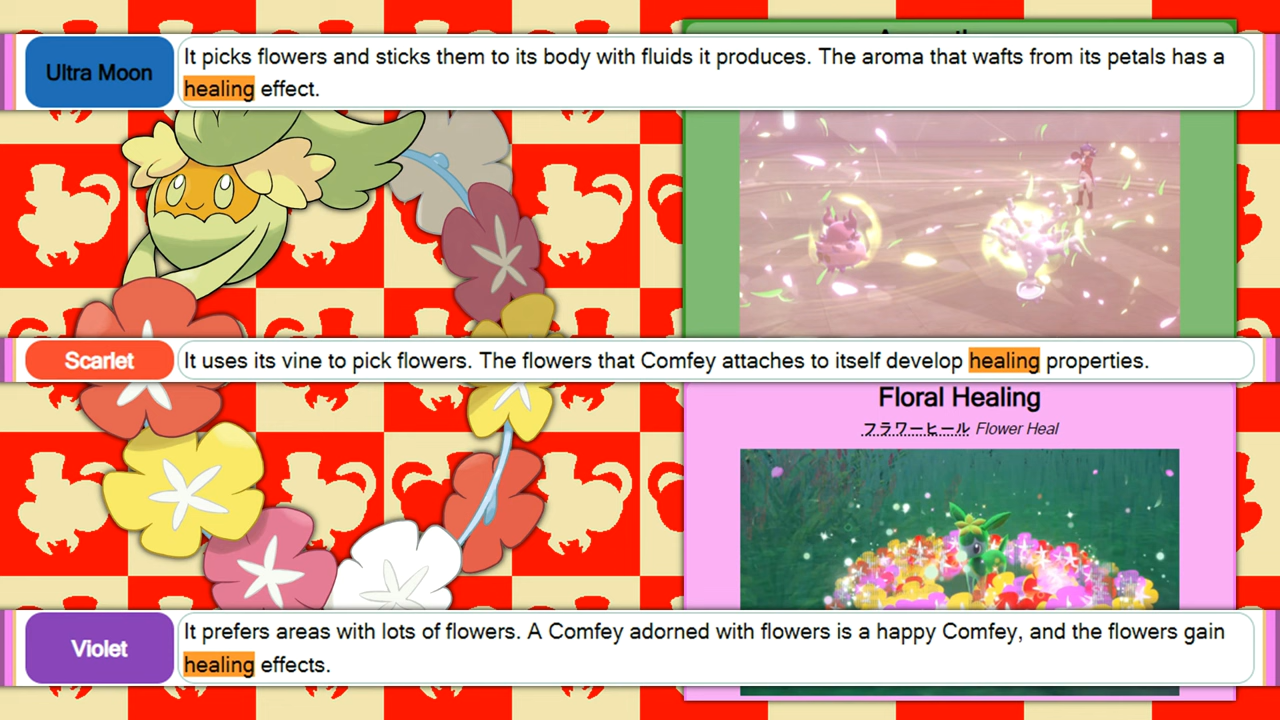 Ultra Moon
It picks flowers and sticks them to its body with fluids it produces. The aroma that wafts from its petals has a
healing effect.
Scarlet
It uses its vine to pick flowers. The flowers that Comfey attaches to itself develop healing properties.
Floral Healing
フラワーヒール Flower Heal
Violet
It prefers areas with lots of flowers. A Comfey adorned with flowers is a happy Comfey, and the flowers gain
healing effects.